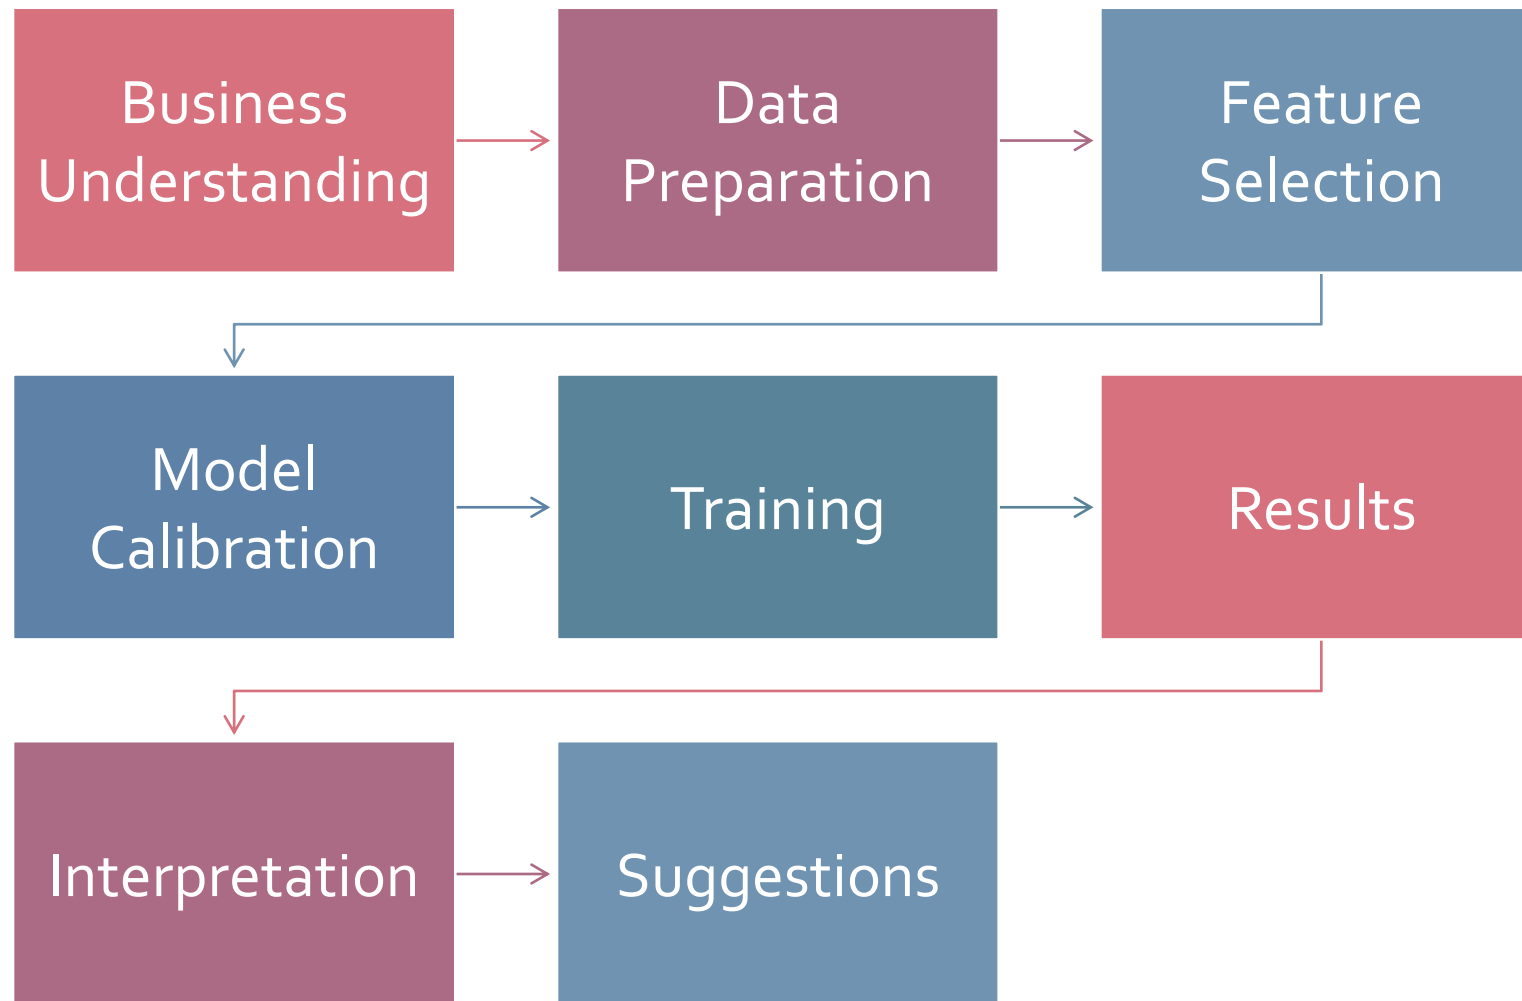 Business
Understanding
Data
Preparation
Feature
Selection
Model
Calibration
Training
Results
Interpretation
Suggestions